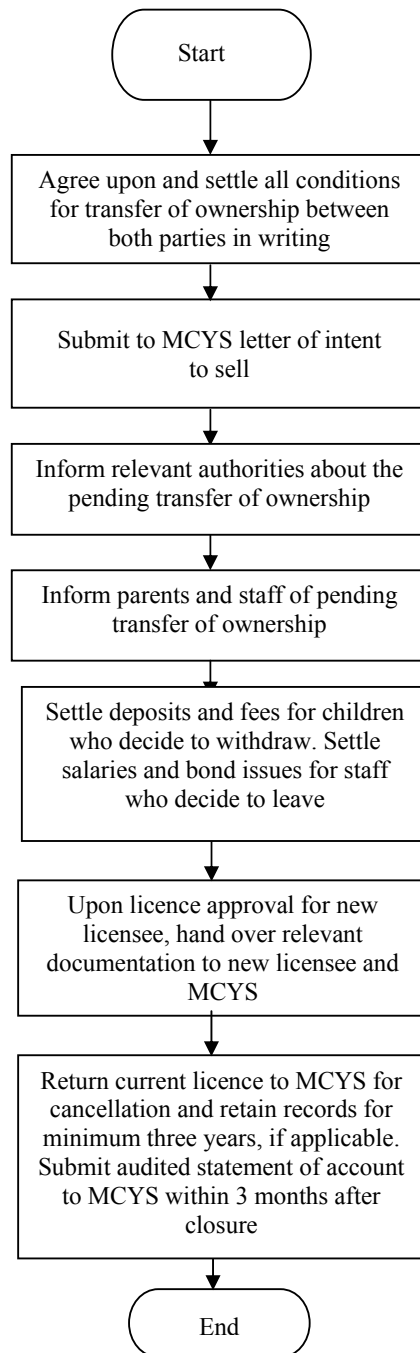 Start
Agree upon and settle all conditions
for transfer of ownership between
both parties in writing
Submit to MCYS letter of intent
to sell
Inform relevant authorities about the
pending transfer of ownership
Inform parents and staff of pending
transfer of ownership
Settle deposits and fees for children
who decide to withdraw. Settle
salaries and bond issues for staff
who decide to leave
Upon licence approval for new
licensee, hand over relevant
documentation to new licensee and
MCYS
Return current licence to MCYS for
cancellation and retain records for
minimum three years, if applicable.
Submit audited statement of account
to MCYS within 3 months after
closure
End